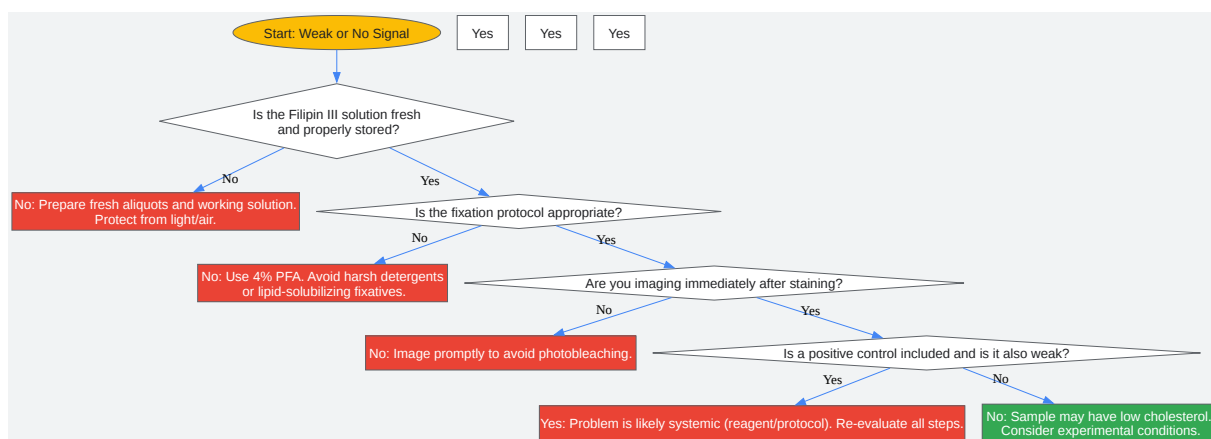 Start: Weak or No Signal
Yes
Yes
Yes
Is the Filipin III solution fresh
and properly stored?
No
Yes
No: Prepare fresh aliquots and working solution.
Protect from light/air.
Is the fixation protocol appropriate?
No
Yes
No: Use 4% PFA. Avoid harsh detergents
or lipid-solubilizing fixatives.
Are you imaging immediately after staining?
No
Yes
No: Image promptly to avoid photobleaching.
Is a positive control included and is it also weak?
Yes
No
Yes: Problem is likely systemic (reagent/protocol). Re-evaluate all steps.
No: Sample may have low cholesterol.
Consider experimental conditions.